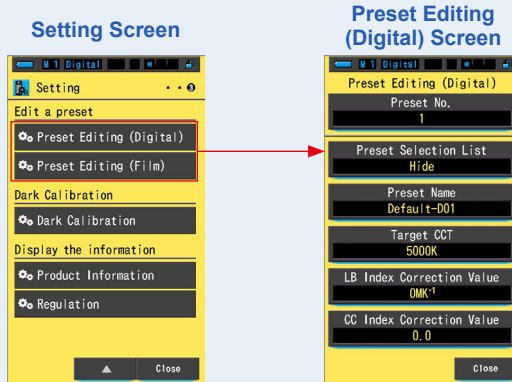 Setting Screen
M 1 Digital
Setting
Edit a preset
Preset Editing (Digital)
Preset Editing (Film)
Dark Calibration
Dark Calibration
Display the information
Product Information
Regulation
Close
Preset Editing
(Digital) Screen
M 1 Digital
Preset Editing (Digital)
Preset No.
1
Preset Selection List
Hide
Preset Name
Default-D01
Target CCT
5000K
LB Index Correction Value
0MK⁻¹
CC Index Correction Value
0.0
Close